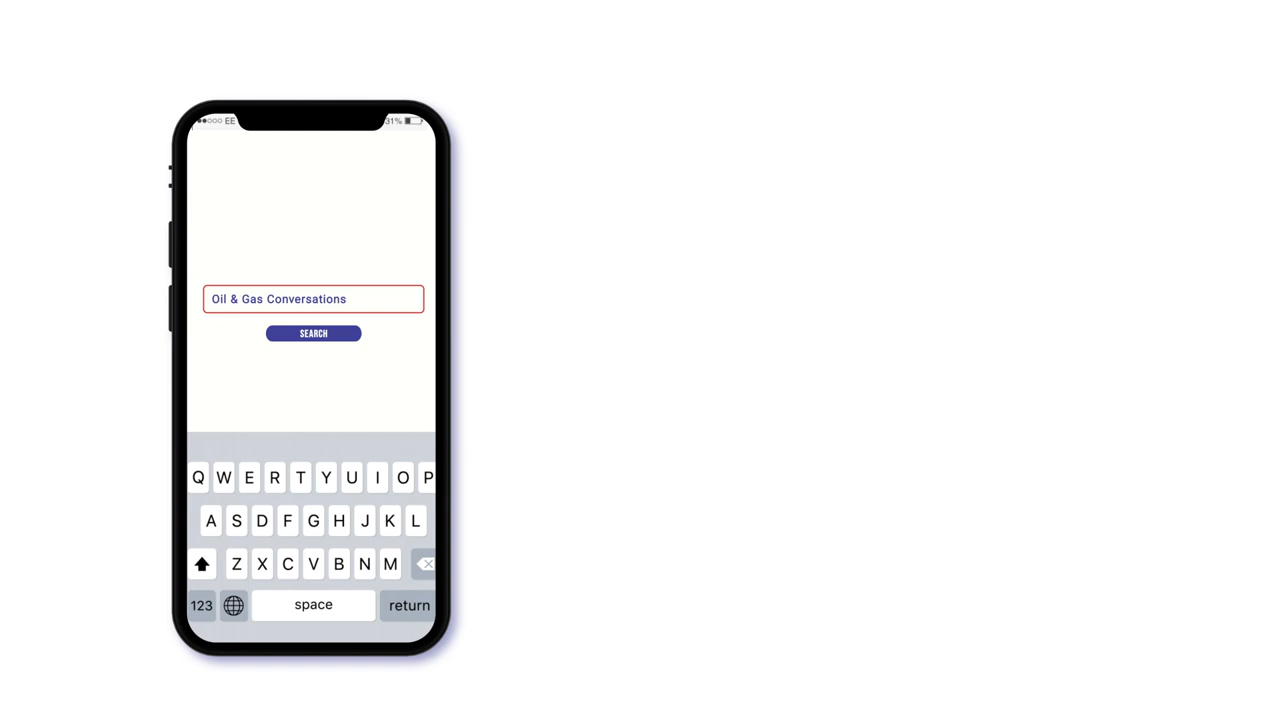 EE 31%
Oil & Gas Conversations
SEARCH
Q W E R T Y U I O P
A S D F G H J K L
Z X C V B N M
123 space return